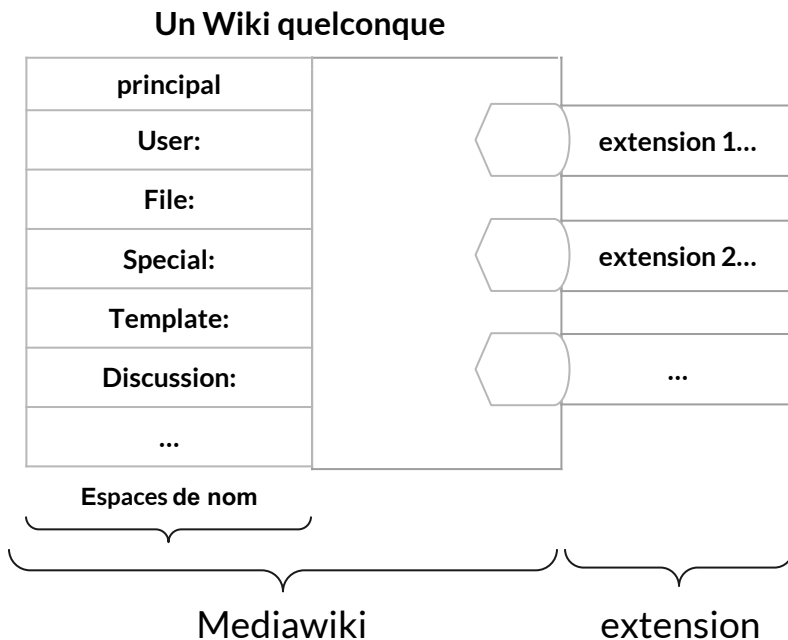 Un Wiki quelconque
principal
User:
File:
Special:
Template:
Discussion:
...
extension 1...
extension 2...
...
Espaces de nom
Mediawiki
extension